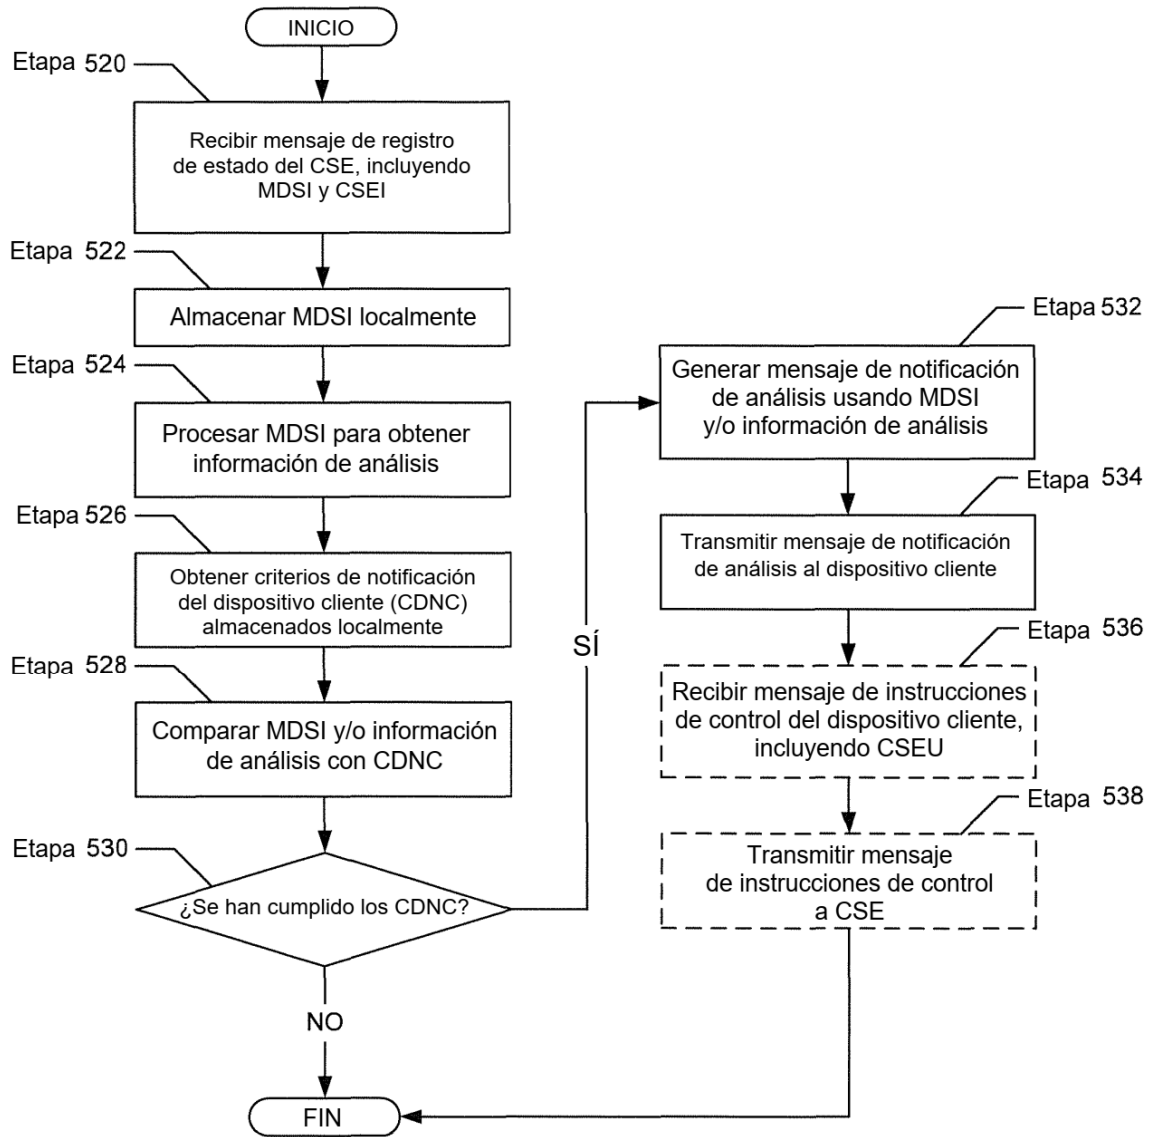 INICIO
Etapa 520
Recibir mensaje de registro
de estado del CSE, incluyendo
MDSI y CSEI
Etapa 522
Almacenar MDSI localmente
Etapa 524
Procesar MDSI para obtener
información de análisis
Etapa 526
Obtener criterios de notificación
del dispositivo cliente (CDNC)
almacenados localmente
Etapa 528
Comparar MDSI y/o información
de análisis con CDNC
Etapa 530
¿Se han cumplido los CDNC?
SÍ
NO
FIN
Etapa 532
Generar mensaje de notificación
de análisis usando MDSI
y/o información de análisis
Etapa 534
Transmitir mensaje de notificación
de análisis al dispositivo cliente
Etapa 536
Recibir mensaje de instrucciones
de control del dispositivo cliente,
incluyendo CSEU
Etapa 538
Transmitir mensaje
de instrucciones de control
a CSE